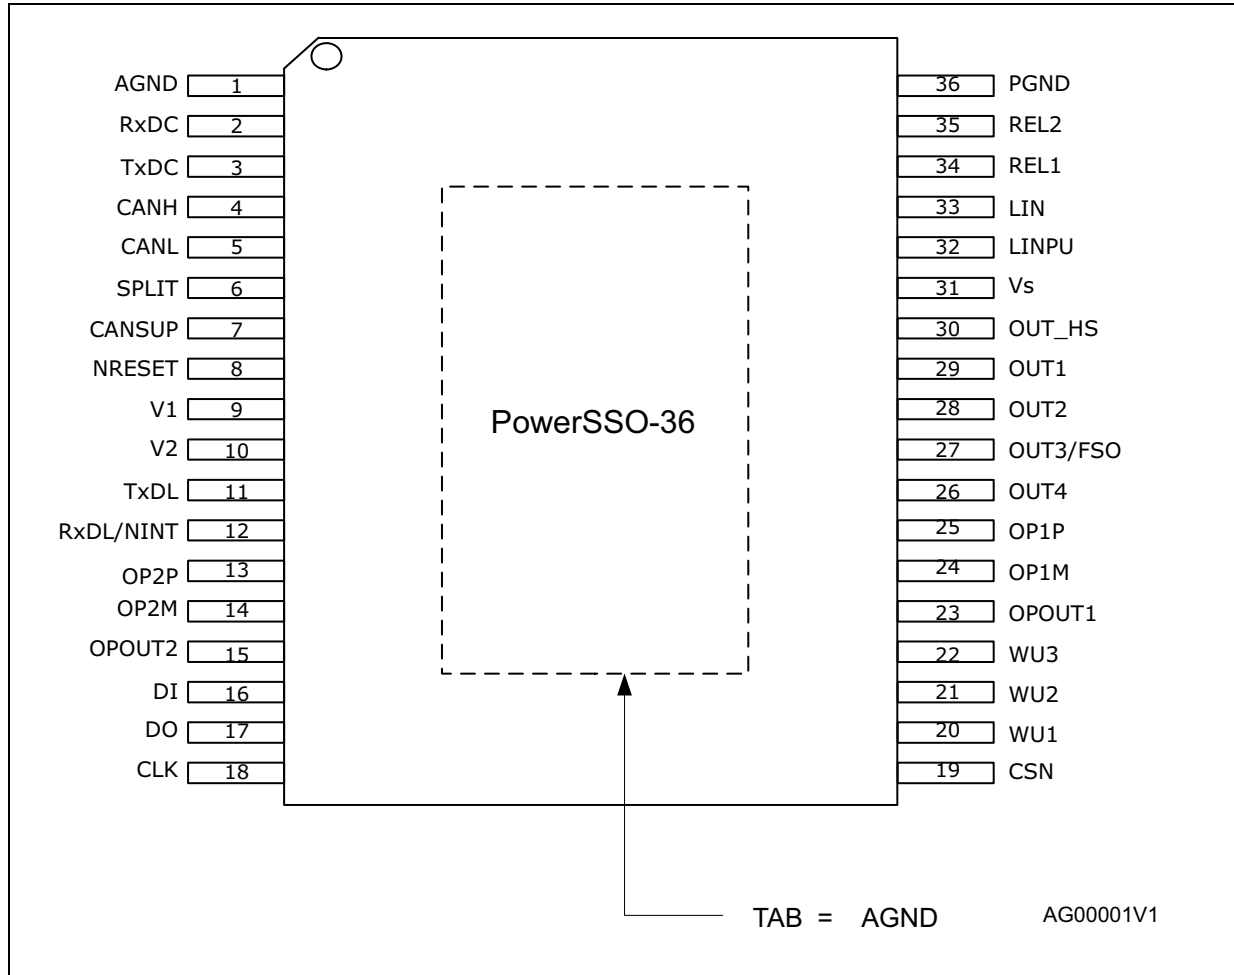 AGND 1
RxDC 2
TxDC 3
CANH 4
CANL 5
SPLIT 6
CANSUP 7
NRESET 8
V1 9
V2 10
TxDL 11
RxDL/NINT 12
OP2P 13
OP2M 14
OPOUT2 15
DI 16
DO 17
CLK 18
PowerSSO-36
36 PGND
35 REL2
34 REL1
33 LIN
32 LINPU
31 Vs
30 OUT_HS
29 OUT1
28 OUT2
27 OUT3/FSO
26 OUT4
25 OP1P
24 OP1M
23 OPOUT1
22 WU3
21 WU2
20 WU1
19 CSN
TAB = AGND
AG00001V1